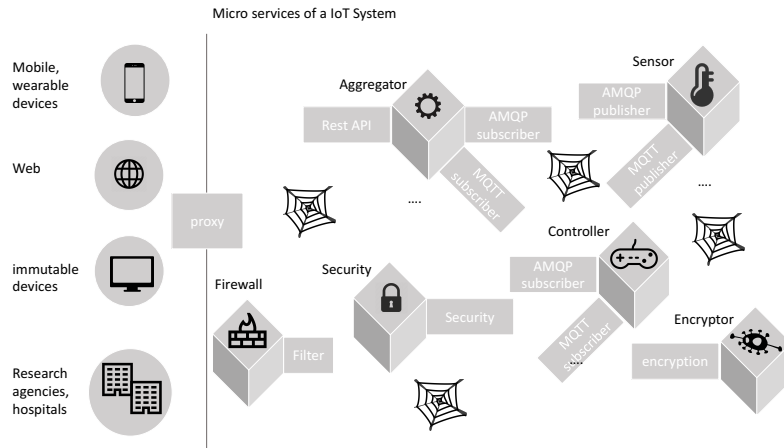 Micro services of a IoT System
Mobile,
wearable
devices
Web
immutable
devices
Research
agencies,
hospitals
proxy
Aggregator
Rest API
AMQP
subscriber
MQTT
subscriber
....
Sensor
AMQP
publisher
MQTT
publisher
....
Firewall
Filter
Security
Security
Controller
AMQP
subscriber
MQTT
subscriber
....
Encryptor
encryption